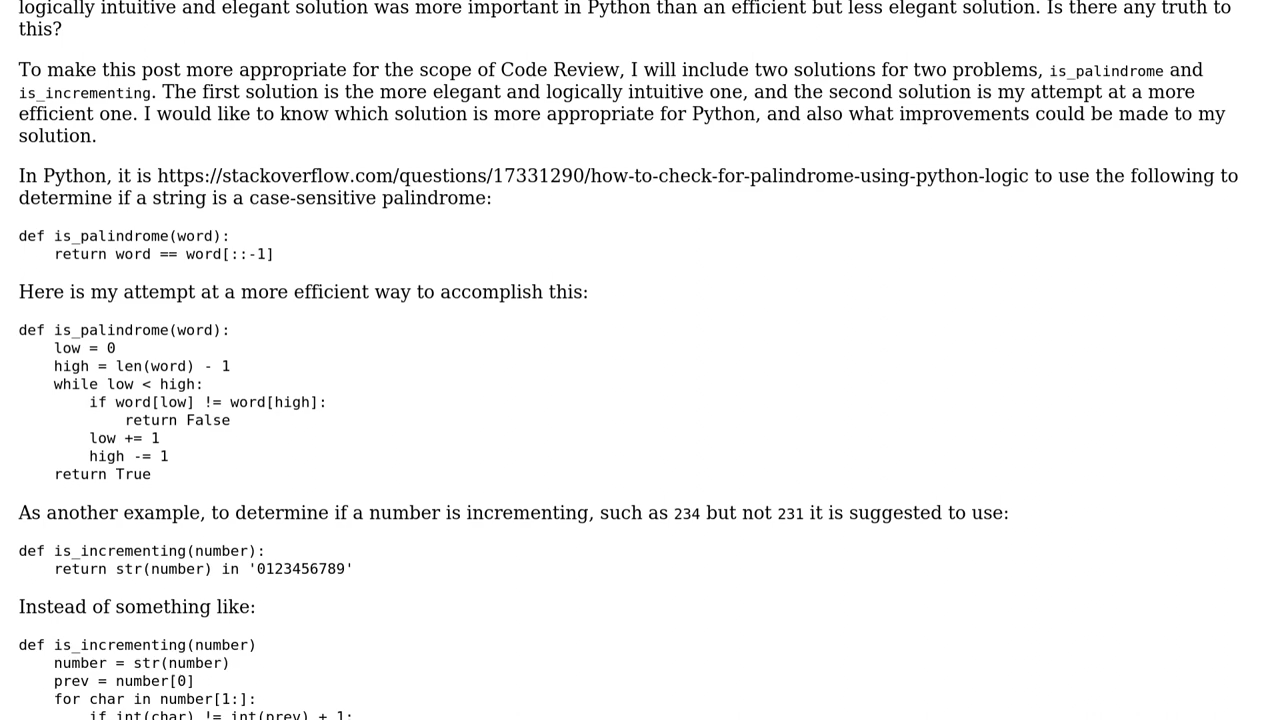 logically intuitive and elegant solution was more important in Python than an efficient but less elegant solution. Is there any truth to
this?
To make this post more appropriate for the scope of Code Review, I will include two solutions for two problems, is_palindrome and
is_incrementing. The first solution is the more elegant and logically intuitive one, and the second solution is my attempt at a more
efficient one. I would like to know which solution is more appropriate for Python, and also what improvements could be made to my
solution.
In Python, it is https://stackoverflow.com/questions/17331290/how-to-check-for-palindrome-using-python-logic to use the following to
determine if a string is a case-sensitive palindrome:
def is_palindrome(word):
    return word == word[::-1]
Here is my attempt at a more efficient way to accomplish this:
def is_palindrome(word):
    low = 0
    high = len(word) - 1
    while low < high:
        if word[low] != word[high]:
            return False
        low += 1
        high -= 1
    return True
As another example, to determine if a number is incrementing, such as 234 but not 231 it is suggested to use:
def is_incrementing(number):
    return str(number) in '0123456789'
Instead of something like:
def is_incrementing(number)
    number = str(number)
    prev = number[0]
    for char in number[1:]:
        if int(char) != int(prev) + 1: